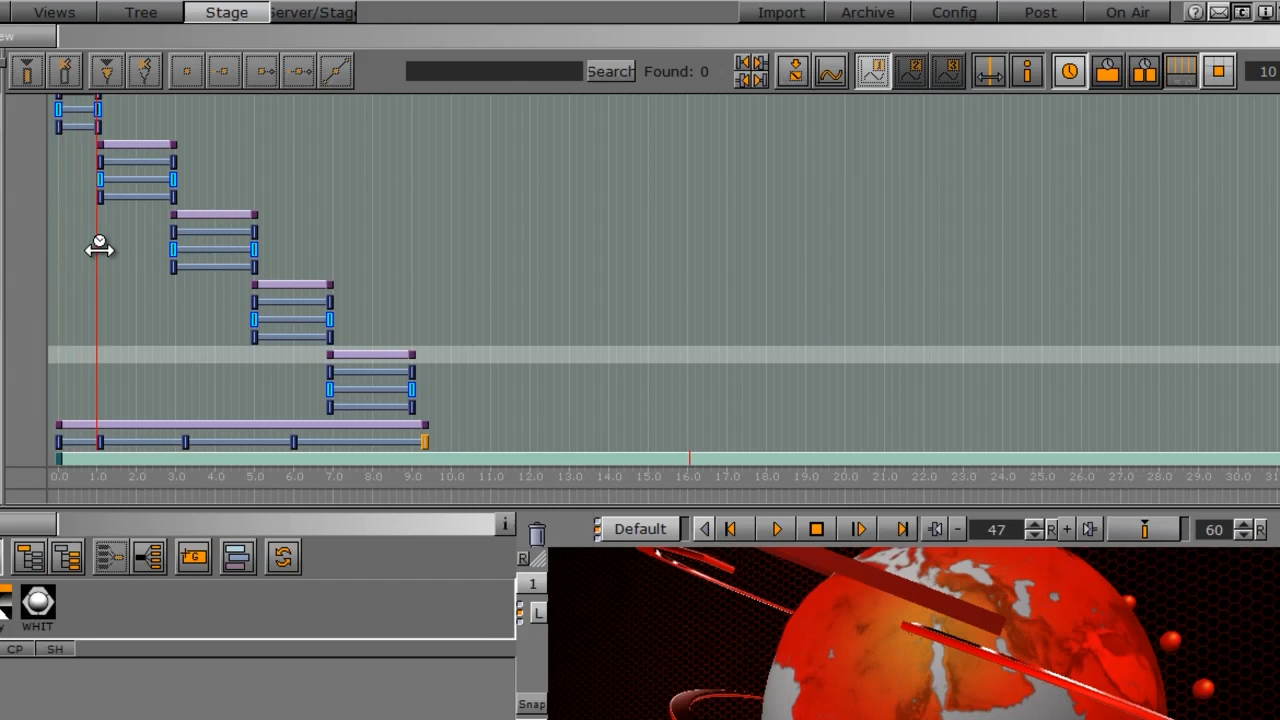 Views Tree Stage Server/Stage Import Archive Config Post On Air
ew
Search Found: 0 10
0.0 1.0 2.0 3.0 4.0 5.0 6.0 7.0 8.0 9.0 10.0 11.0 12.0 13.0 14.0 15.0 16.0 17.0 18.0 19.0 20.0 21.0 22.0 23.0 24.0 25.0 26.0 27.0 28.0 29.0 30.0 31
Default 47 R 60 R
R
1
L
WHIT
CP SH
Snap